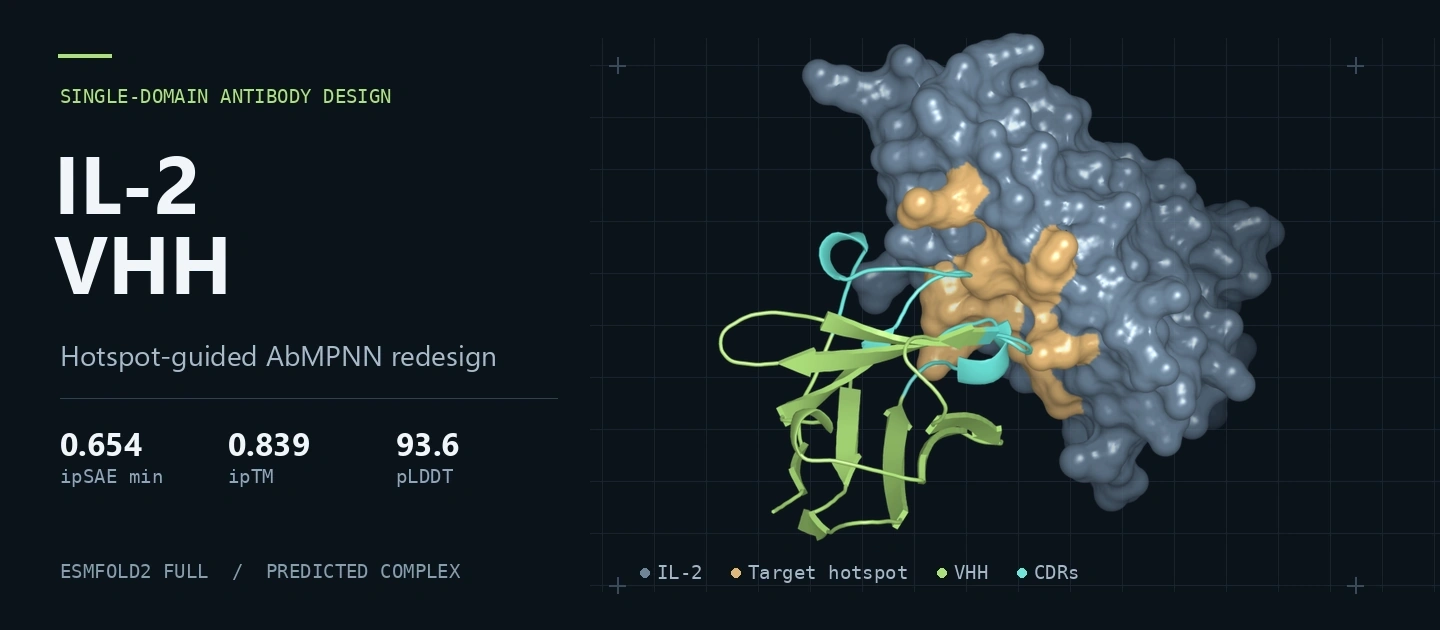 SINGLE-DOMAIN ANTIBODY DESIGN
IL-2
VHH
Hotspot-guided AbMPNN redesign
0.654 0.839 93.6
ipSAE min ipTM pLDDT
ESMFOLD2 FULL / PREDICTED COMPLEX
IL-2 Target hotspot VHH CDRs